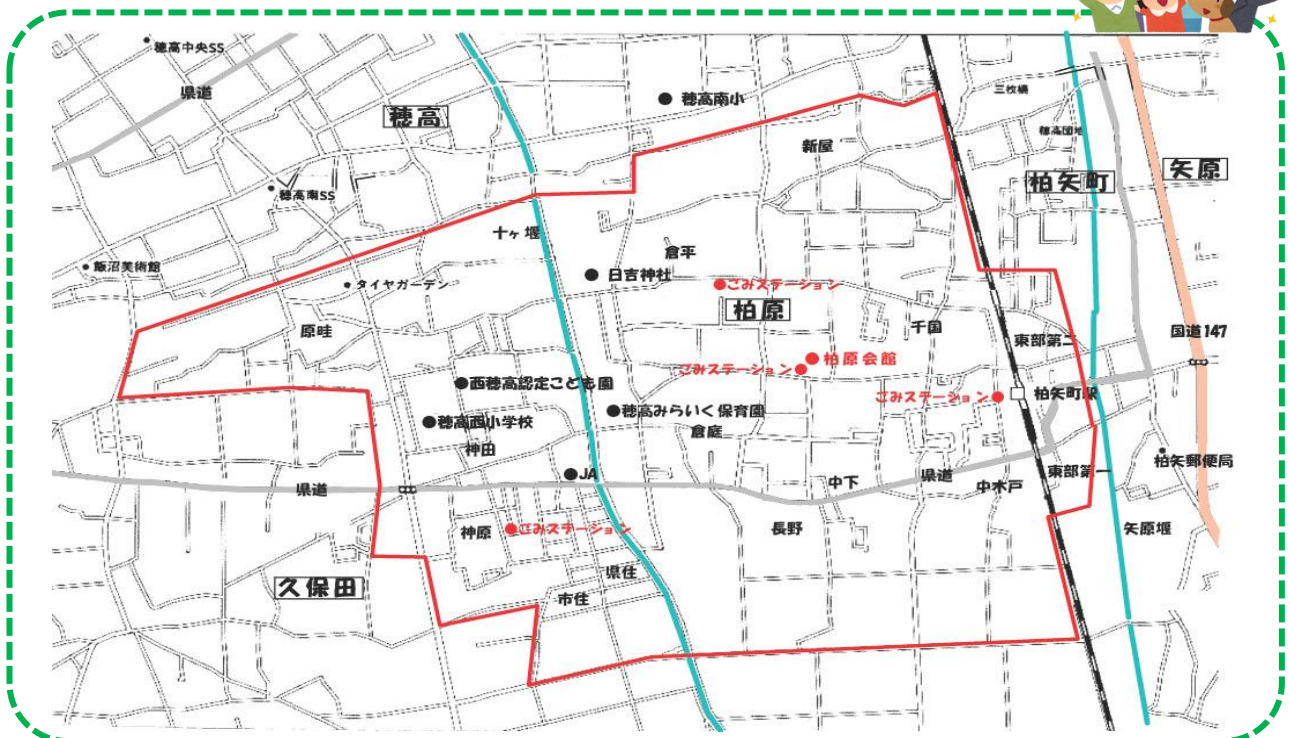 穂高中央SS
県道
穂高
穂高南小
三枚橋
穂高団地
新屋
柏矢町
矢原
穂高南SS
十ヶ堰
倉平
飯沼美術館
日吉神社
タイヤガーデン
ごみステーション
柏原
原畦
千国
東部第二
国道147
柏原会館
ごみステーション
西穂高認定こども園
ごみステーション
柏矢町駅
穂高みらいく保育園
穂高西小学校
倉庭
神田
柏矢郵便局
JA
県道
中下
県道
中木戸
東部第一
神原
ごみステーション
長野
矢原堰
県住
久保田
市住